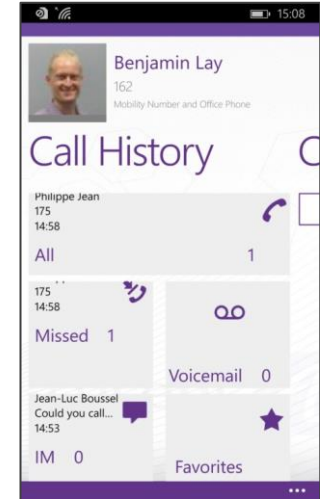 15:08
Benjamin Lay
162
Mobility Number and Office Phone
Call History
C
Philippe Jean
175
14:58
All 1
175
14:58
Missed 1
Voicemail 0
Jean-Luc Boussel
Could you call...
14:53
IM 0
Favorites
...